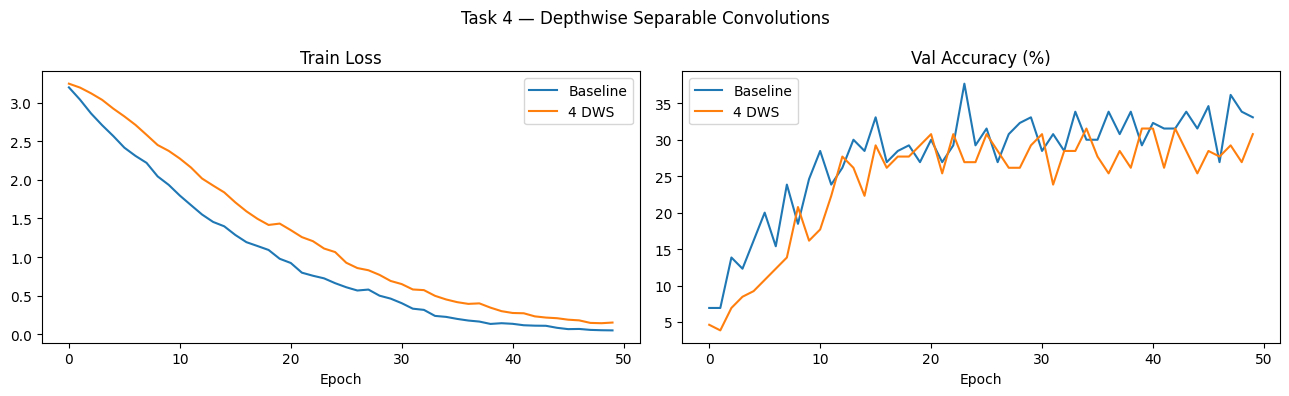 Task 4 — Depthwise Separable Convolutions
Train Loss
Baseline
4 DWS
3.0
2.5
2.0
1.5
1.0
0.5
0.0
0 10 20 30 40 50
Epoch
Val Accuracy (%)
Baseline
4 DWS
35
30
25
20
15
10
5
0 10 20 30 40 50
Epoch